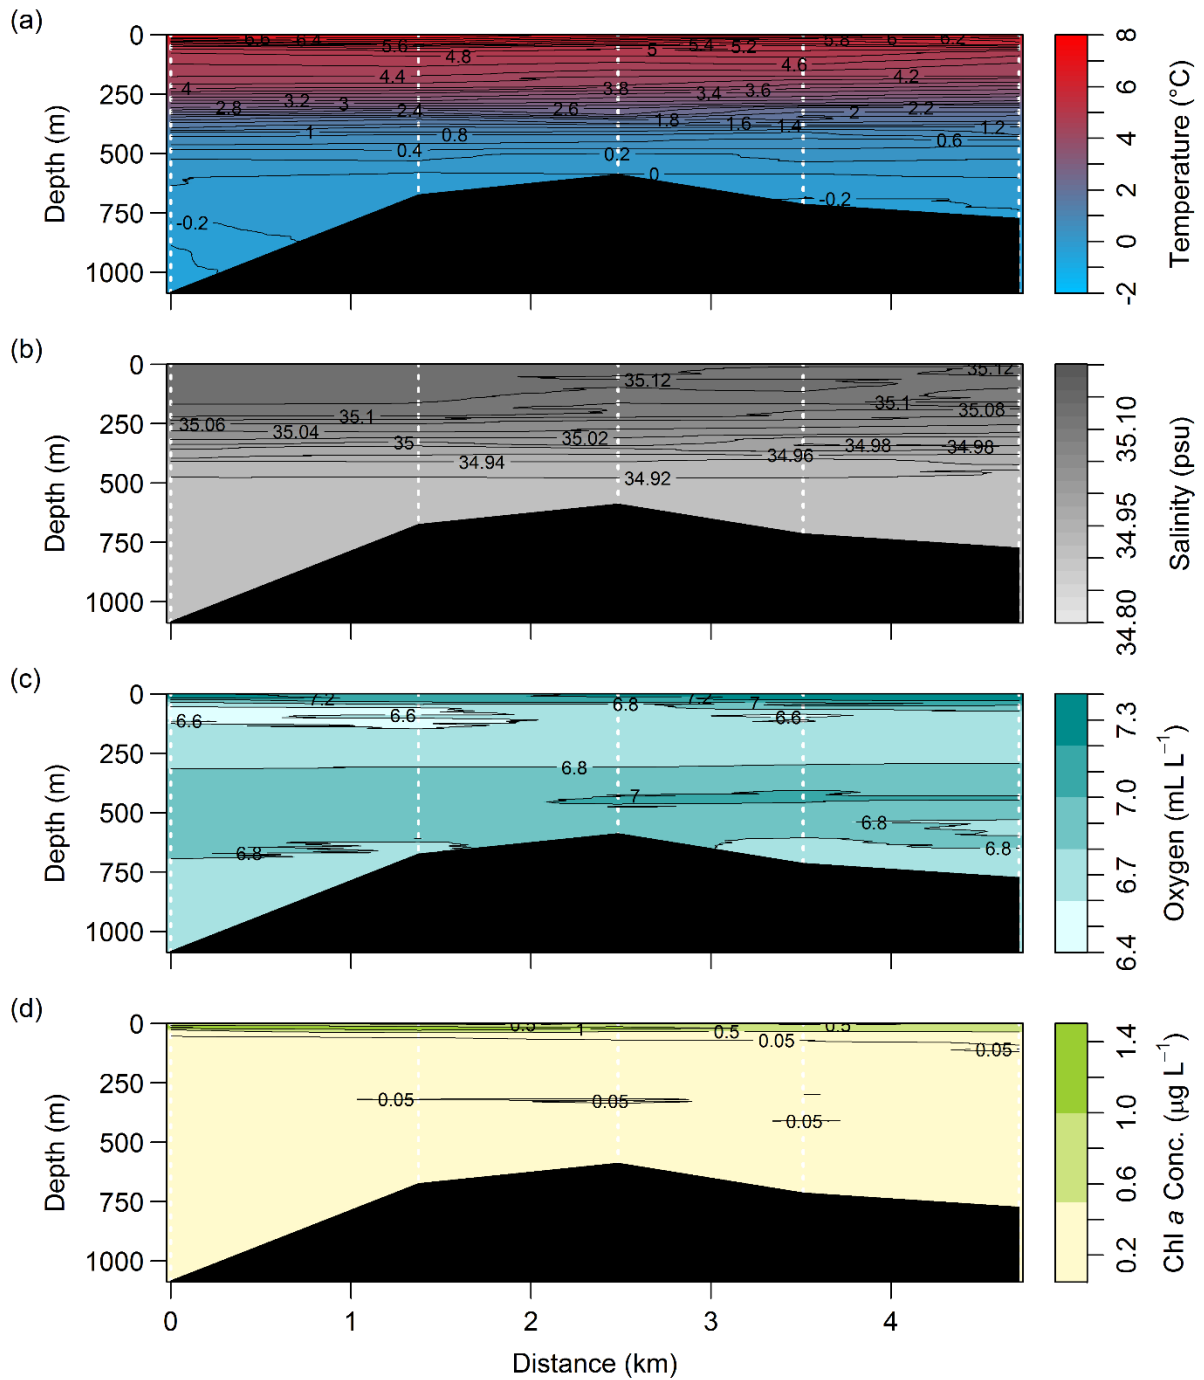 (a)
0
250
500
750
1000
Depth (m)
6.6 6.4 5.6 4.8 5 5.4 5.2 5.8 6 6.2
4.6
4 4.4 3.8 3.4 3.6 4.2
2.8 3.2 3 2.4 2.6 1.8 1.6 1.4 2 2.2
1 0.8 0.6 1.2
0.4 0.2
0
-0.2 -0.2
8
6
4
2
0
-2
Temperature (°C)
(b)
0
250
500
750
1000
Depth (m)
35.12 35.12
35.1 35.1 35.08
35.06 35.04 35 35.02
34.98 34.98
34.94 34.96
34.92
35.10
34.95
34.80
Salinity (psu)
(c)
0
250
500
750
1000
Depth (m)
7.2 6.8 7.2 7
6.6 6.6 6.6
6.8
7
6.8
6.8 6.8
7.3
7.0
6.7
6.4
Oxygen (mL L⁻¹)
(d)
0
250
500
750
1000
Depth (m)
0.5 1 0.5 0.5
0.05 0.05
0.05 0.05
0.05
1.4
1.0
0.6
0.2
Chl a Conc. (µg L⁻¹)
0 1 2 3 4
Distance (km)